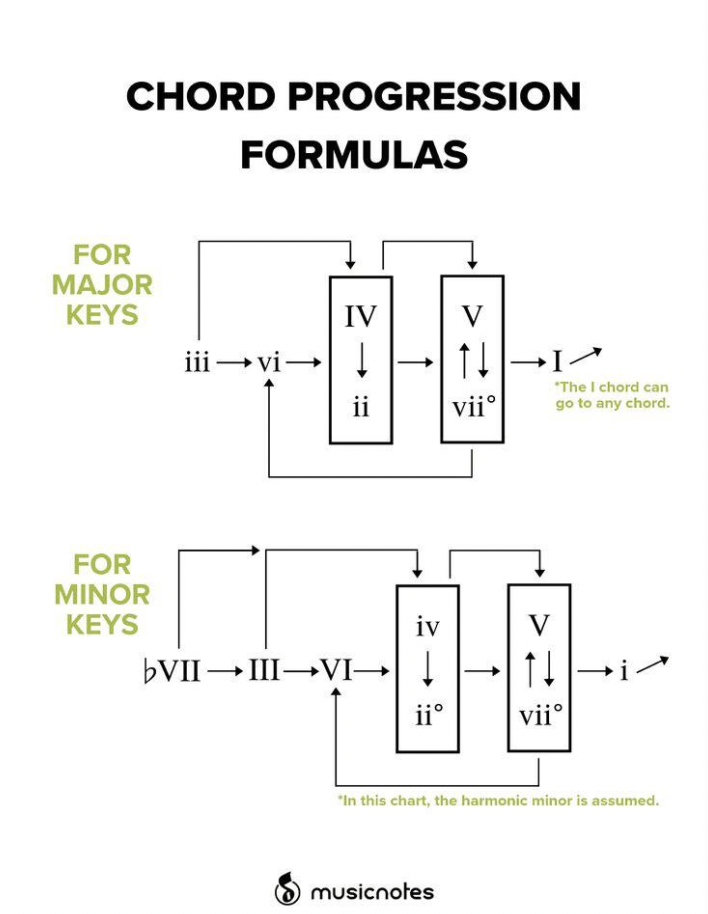 CHORD PROGRESSION
FORMULAS
FOR
MAJOR
KEYS
IV
V
iii
vi
I
ii
vii°
*The I chord can
go to any chord.
FOR
MINOR
KEYS
iv
V
♭VII
III
VI
i
ii°
vii°
*In this chart, the harmonic minor is assumed.
musicnotes